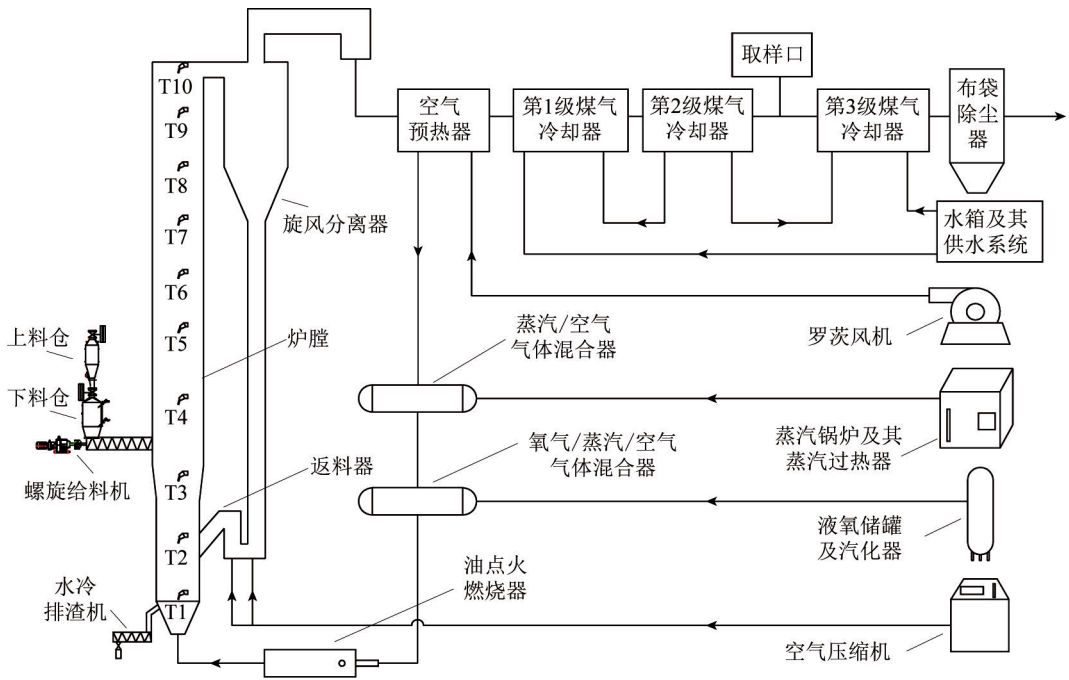 取样口
T10
空气
预热器
第1级煤气
冷却器
第2级煤气
冷却器
第3级煤气
冷却器
布袋
除尘
器
T9
T8
旋风分离器
水箱及其
供水系统
T7
T6
T5
上料仓
炉膛
蒸汽/空气
气体混合器
罗茨风机
下料仓
T4
氧气/蒸汽/空气
气体混合器
蒸汽锅炉及其
蒸汽过热器
返料器
螺旋给料机
T3
液氧储罐
及汽化器
T2
油点火
燃烧器
水冷
排渣机
T1
空气压缩机